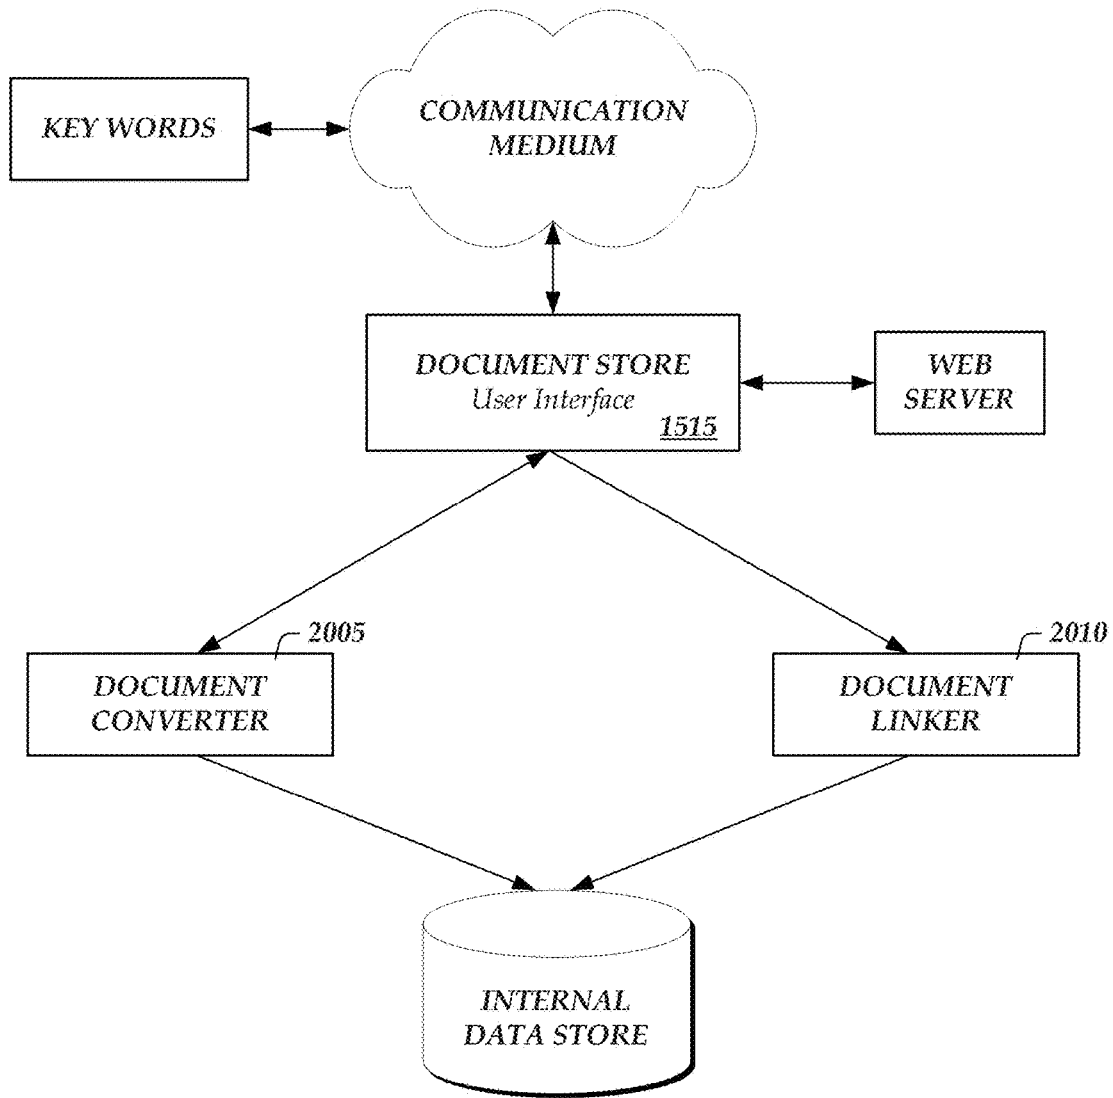 COMMUNICATION
MEDIUM
KEY WORDS
DOCUMENT STORE
User Interface
1515
WEB
SERVER
2005
DOCUMENT
CONVERTER
2010
DOCUMENT
LINKER
INTERNAL
DATA STORE